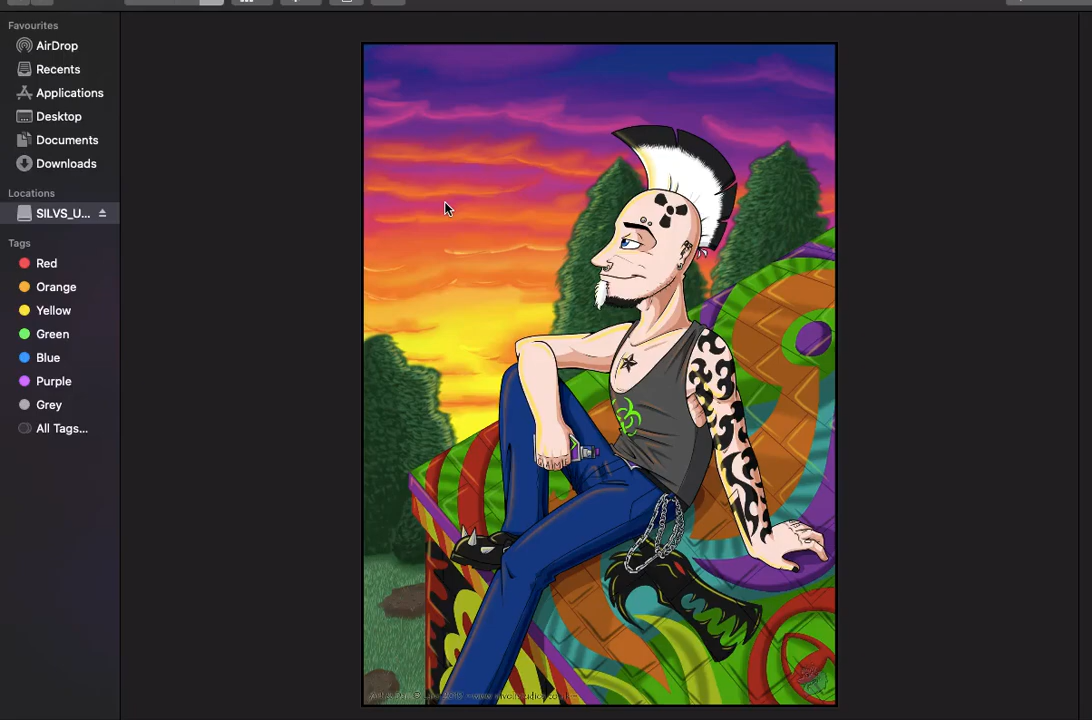 Favourites
AirDrop
Recents
Applications
Desktop
Documents
Downloads
Locations
SILVS_U...
Tags
Red
Orange
Yellow
Green
Blue
Purple
Grey
All Tags...